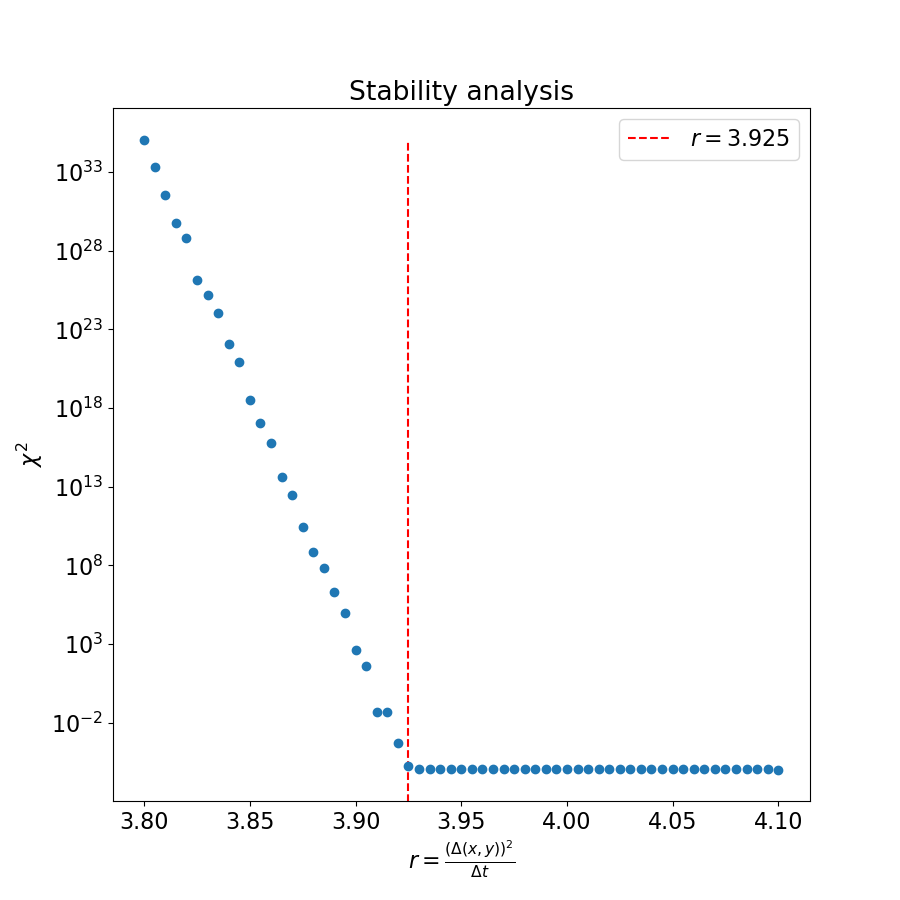 Stability analysis
r = 3.925
10^33
10^28
10^23
10^18
10^13
10^8
10^3
10^−2
χ^2
3.80 3.85 3.90 3.95 4.00 4.05 4.10
r = (Δ(x, y))^2 / Δt